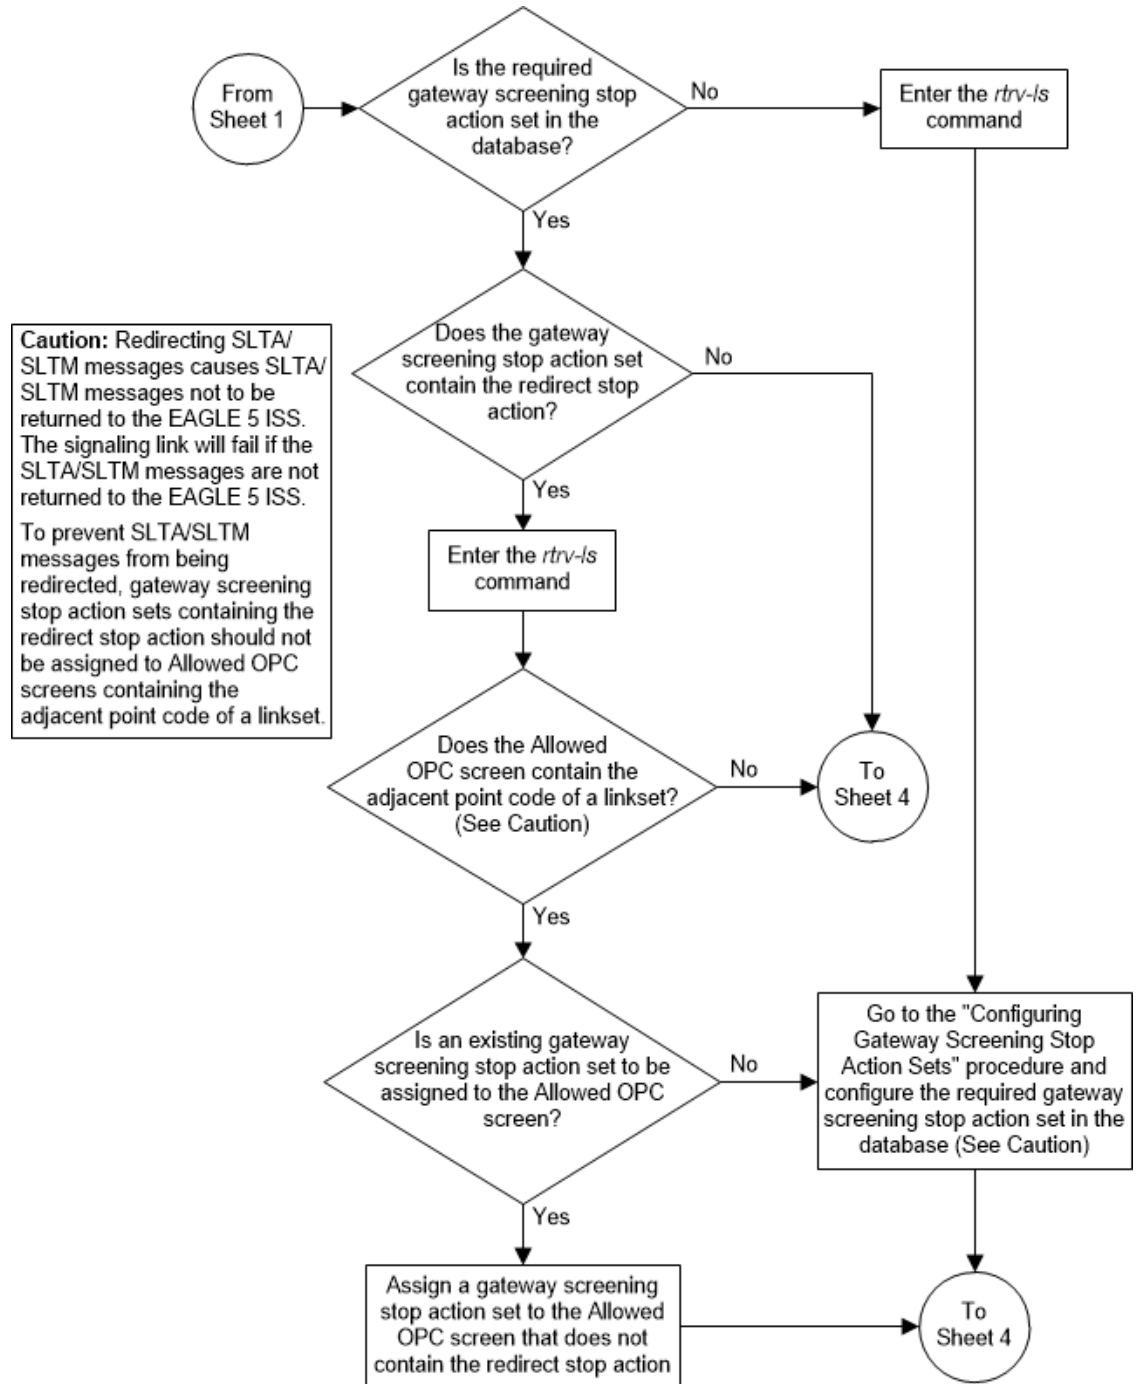 From
Sheet 1
Is the required
gateway screening stop
action set in the
database?
No
Enter the rtrv-ls
command
Yes
Does the gateway
screening stop action set
contain the redirect stop
action?
No
Yes
Caution: Redirecting SLTA/
SLTM messages causes SLTA/
SLTM messages not to be
returned to the EAGLE 5 ISS.
The signaling link will fail if the
SLTA/SLTM messages are not
returned to the EAGLE 5 ISS.
To prevent SLTA/SLTM
messages from being
redirected, gateway screening
stop action sets containing the
redirect stop action should not
be assigned to Allowed OPC
screens containing the
adjacent point code of a linkset.
Enter the rtrv-ls
command
Does the Allowed
OPC screen contain the
adjacent point code of a linkset?
(See Caution)
No
To
Sheet 4
Yes
Is an existing gateway
screening stop action set to be
assigned to the Allowed OPC
screen?
No
Go to the "Configuring
Gateway Screening Stop
Action Sets" procedure and
configure the required gateway
screening stop action set in the
database (See Caution)
Yes
Assign a gateway screening
stop action set to the Allowed
OPC screen that does not
contain the redirect stop action
To
Sheet 4